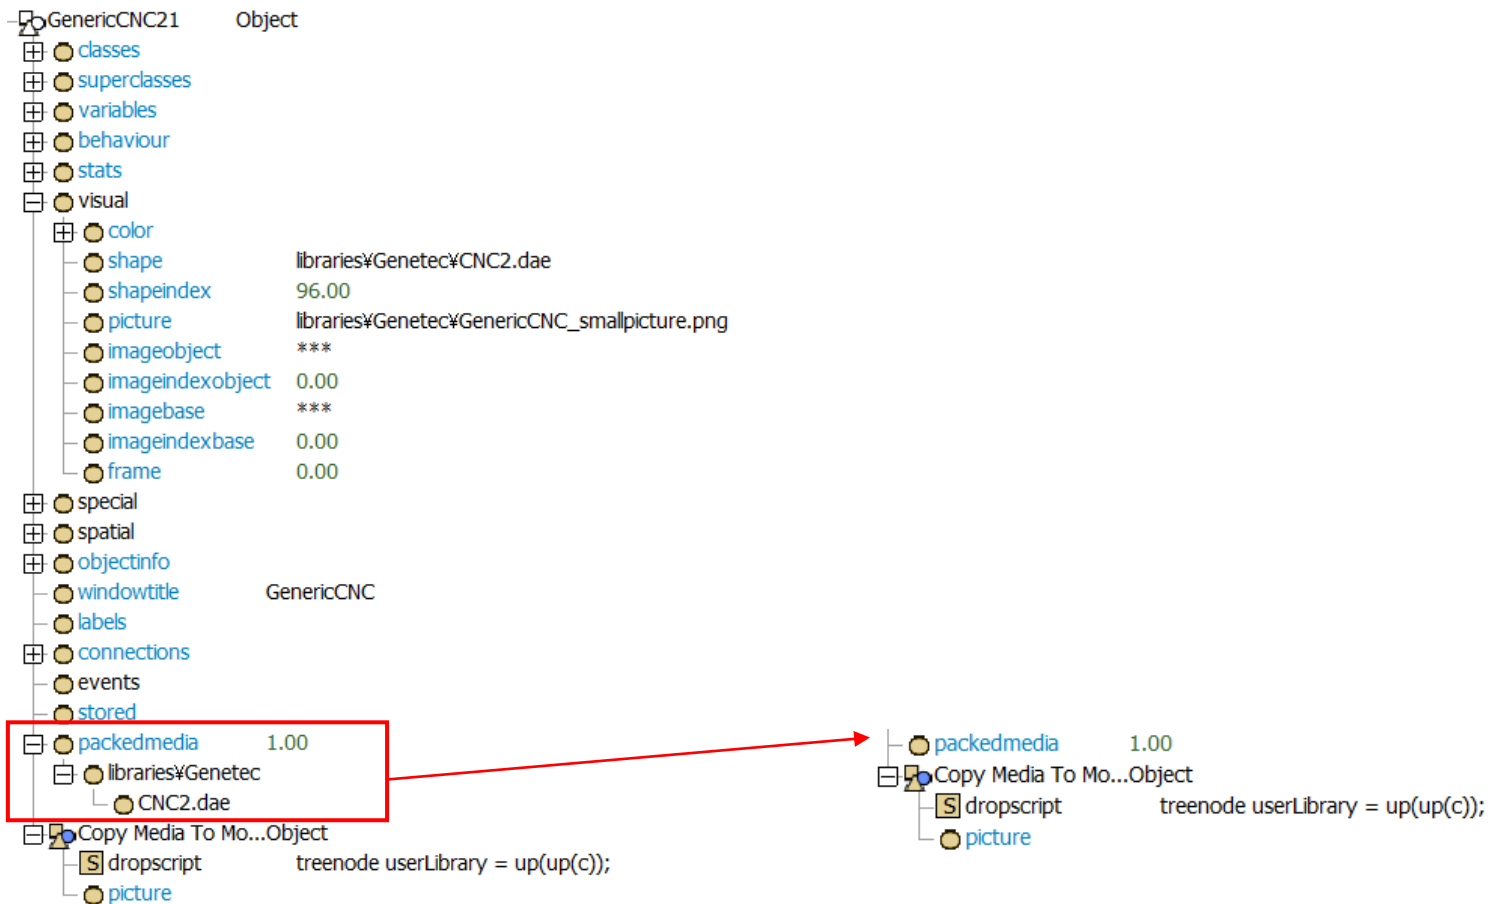 GenericCNC21 Object
classes
superclasses
variables
behaviour
stats
visual
color
shape libraries¥Genetec¥CNC2.dae
shapeindex 96.00
picture libraries¥Genetec¥GenericCNC_smallpicture.png
imageobject ***
imageindexobject 0.00
imagebase ***
imageindexbase 0.00
frame 0.00
special
spatial
objectinfo
windowtitle GenericCNC
labels
connections
events
stored
packedmedia 1.00
libraries¥Genetec
CNC2.dae
Copy Media To Mo...Object
S dropscript treenode userLibrary = up(up(c));
picture
packedmedia 1.00
Copy Media To Mo...Object
S dropscript treenode userLibrary = up(up(c));
picture